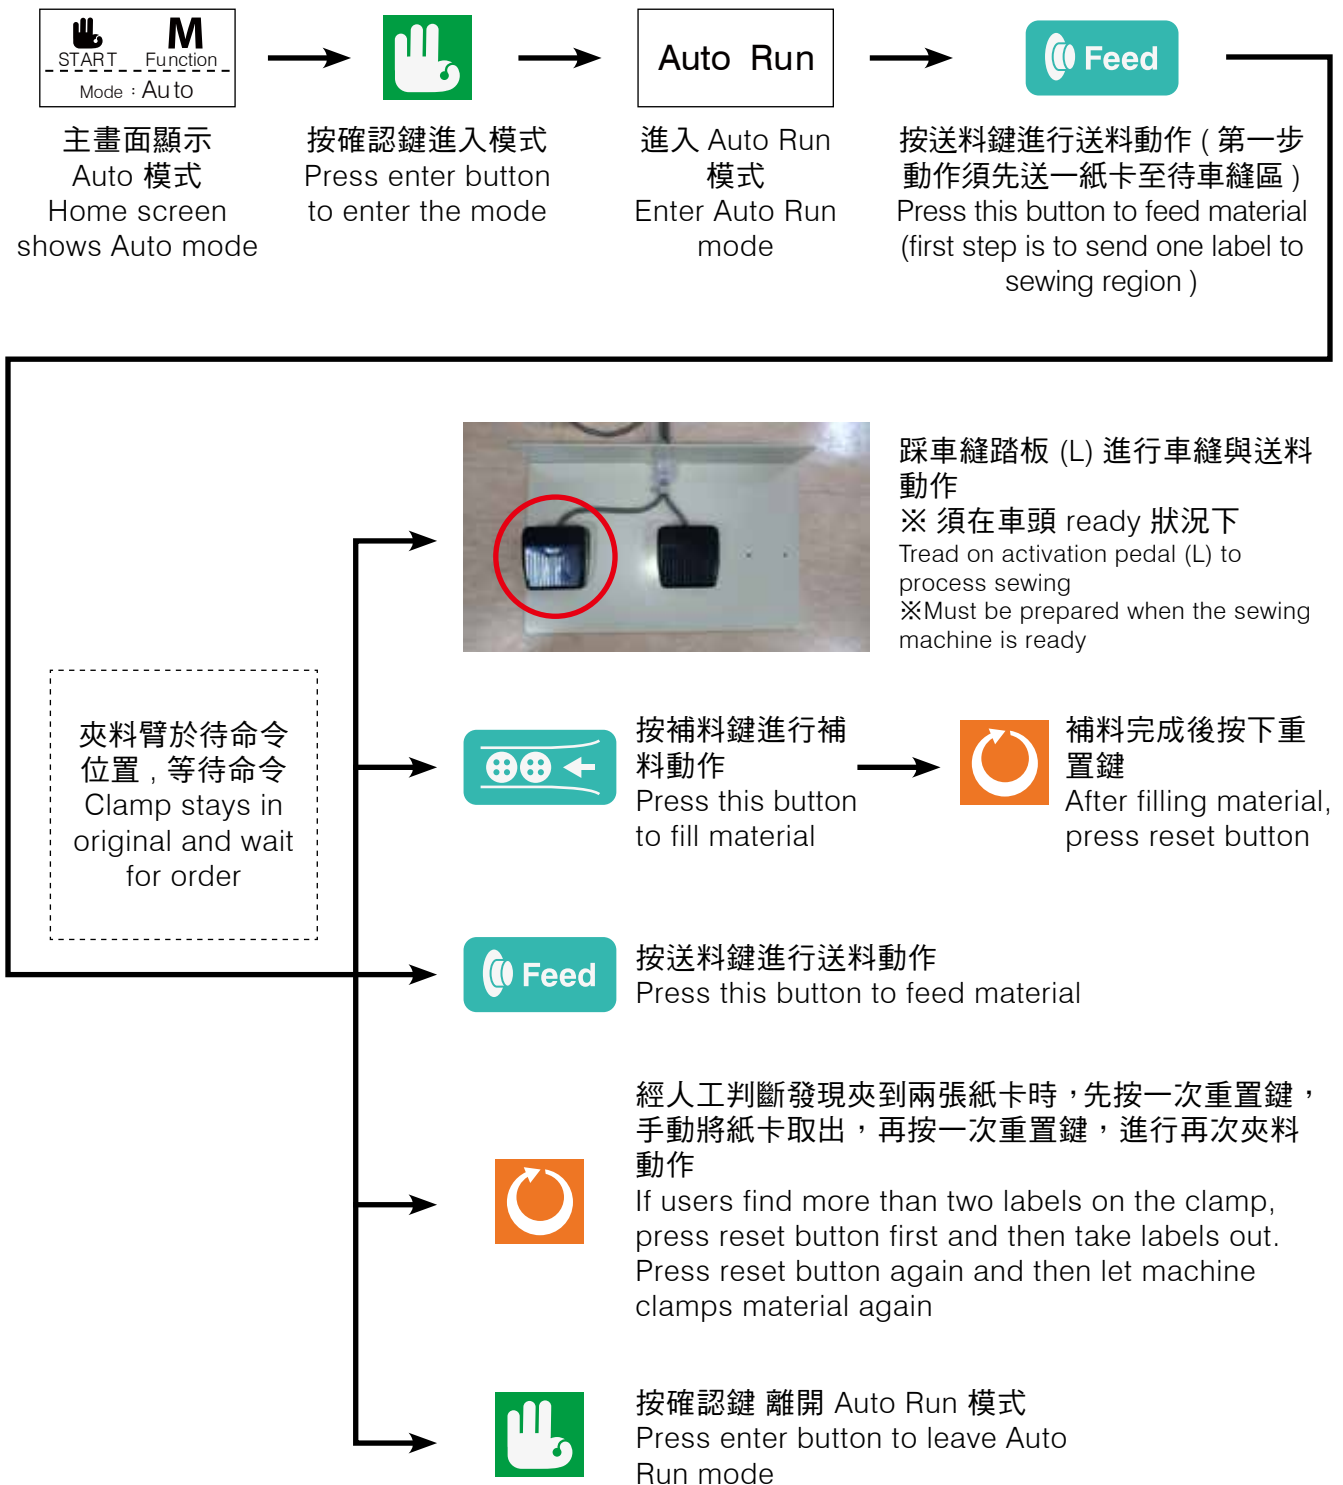 START
M
Function
Mode：Auto
主畫面顯示
Auto 模式
Home screen
shows Auto mode
按確認鍵進入模式
Press enter button
to enter the mode
Auto Run
進入 Auto Run
模式
Enter Auto Run
mode
Feed
按送料鍵進行送料動作 ( 第一步
動作須先送一紙卡至待車縫區 )
Press this button to feed material
(first step is to send one label to
sewing region )
踩車縫踏板 (L) 進行車縫與送料
動作
※ 須在車頭 ready 狀況下
Tread on activation pedal (L) to
process sewing
※Must be prepared when the sewing
machine is ready
夾料臂於待命令
位置 , 等待命令
Clamp stays in
original and wait
for order
按補料鍵進行補
料動作
Press this button
to fill material
補料完成後按下重
置鍵
After filling material,
press reset button
Feed
按送料鍵進行送料動作
Press this button to feed material
經人工判斷發現夾到兩張紙卡時，先按一次重置鍵，
手動將紙卡取出，再按一次重置鍵，進行再次夾料
動作
If users find more than two labels on the clamp,
press reset button first and then take labels out.
Press reset button again and then let machine
clamps material again
按確認鍵 離開 Auto Run 模式
Press enter button to leave Auto
Run mode